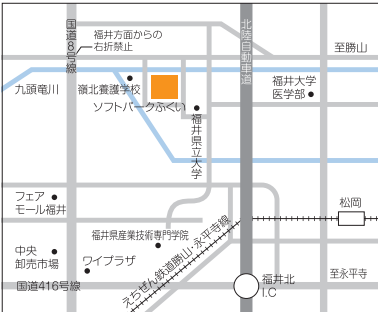 国道8号線
福井方面からの
右折禁止
北陸自動車道
至勝山
九頭竜川
嶺北養護学校
ソフトパークふくい
福井県立大学
福井大学
医学部
フェア
モール福井
松岡
福井県産業技術専門学院
えちぜん鉄道勝山・永平寺線
中央
卸売市場
ワイプラザ
国道416号線
福井北
I.C
至永平寺